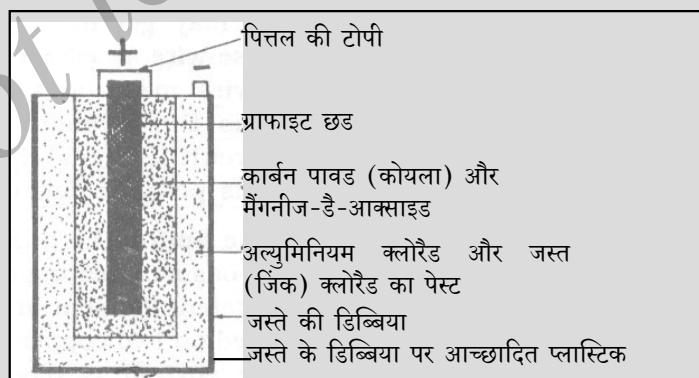 +
-
पित्तल की टोपी
ग्राफाइट छड
कार्बन पावड (कोयला) और
मैंगनीज-डै-आक्साइड
अल्युमिनियम क्लोरैड और जस्त
(जिंक) क्लोरैड का पेस्ट
जस्ते की डिब्बिया
जस्ते के डिब्बिया पर आच्छादित प्लास्टिक